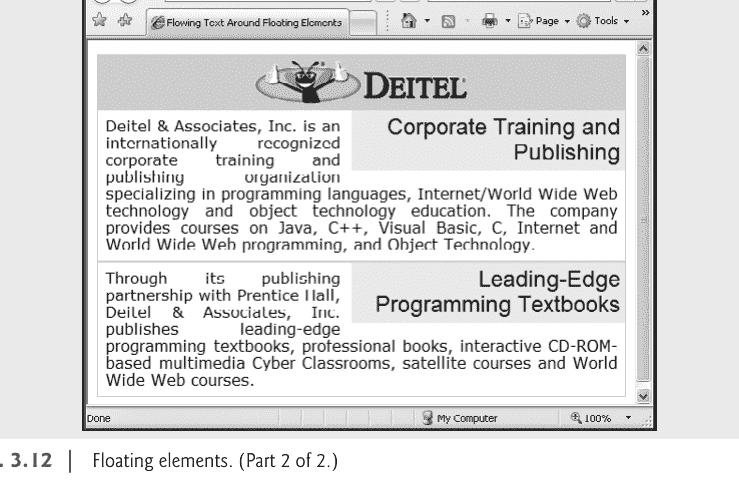 Flowing Text Around Floating Elements
Page
Tools
»
DEITEL
Deitel & Associates, Inc. is an
internationally recognized
corporate training and
publishing organization
specializing in programming languages, Internet/World Wide Web
technology and object technology education. The company
provides courses on Java, C++, Visual Basic, C, Internet and
World Wide Web programming, and Object Technology.
Corporate Training and
Publishing
Through its publishing
partnership with Prentice Hall,
Deitel & Associates, Inc.
publishes leading-edge
programming textbooks, professional books, interactive CD-ROM-
based multimedia Cyber Classrooms, satellite courses and World
Wide Web courses.
Leading-Edge
Programming Textbooks
Done
My Computer
100%
. 3.12 | Floating elements. (Part 2 of 2.)